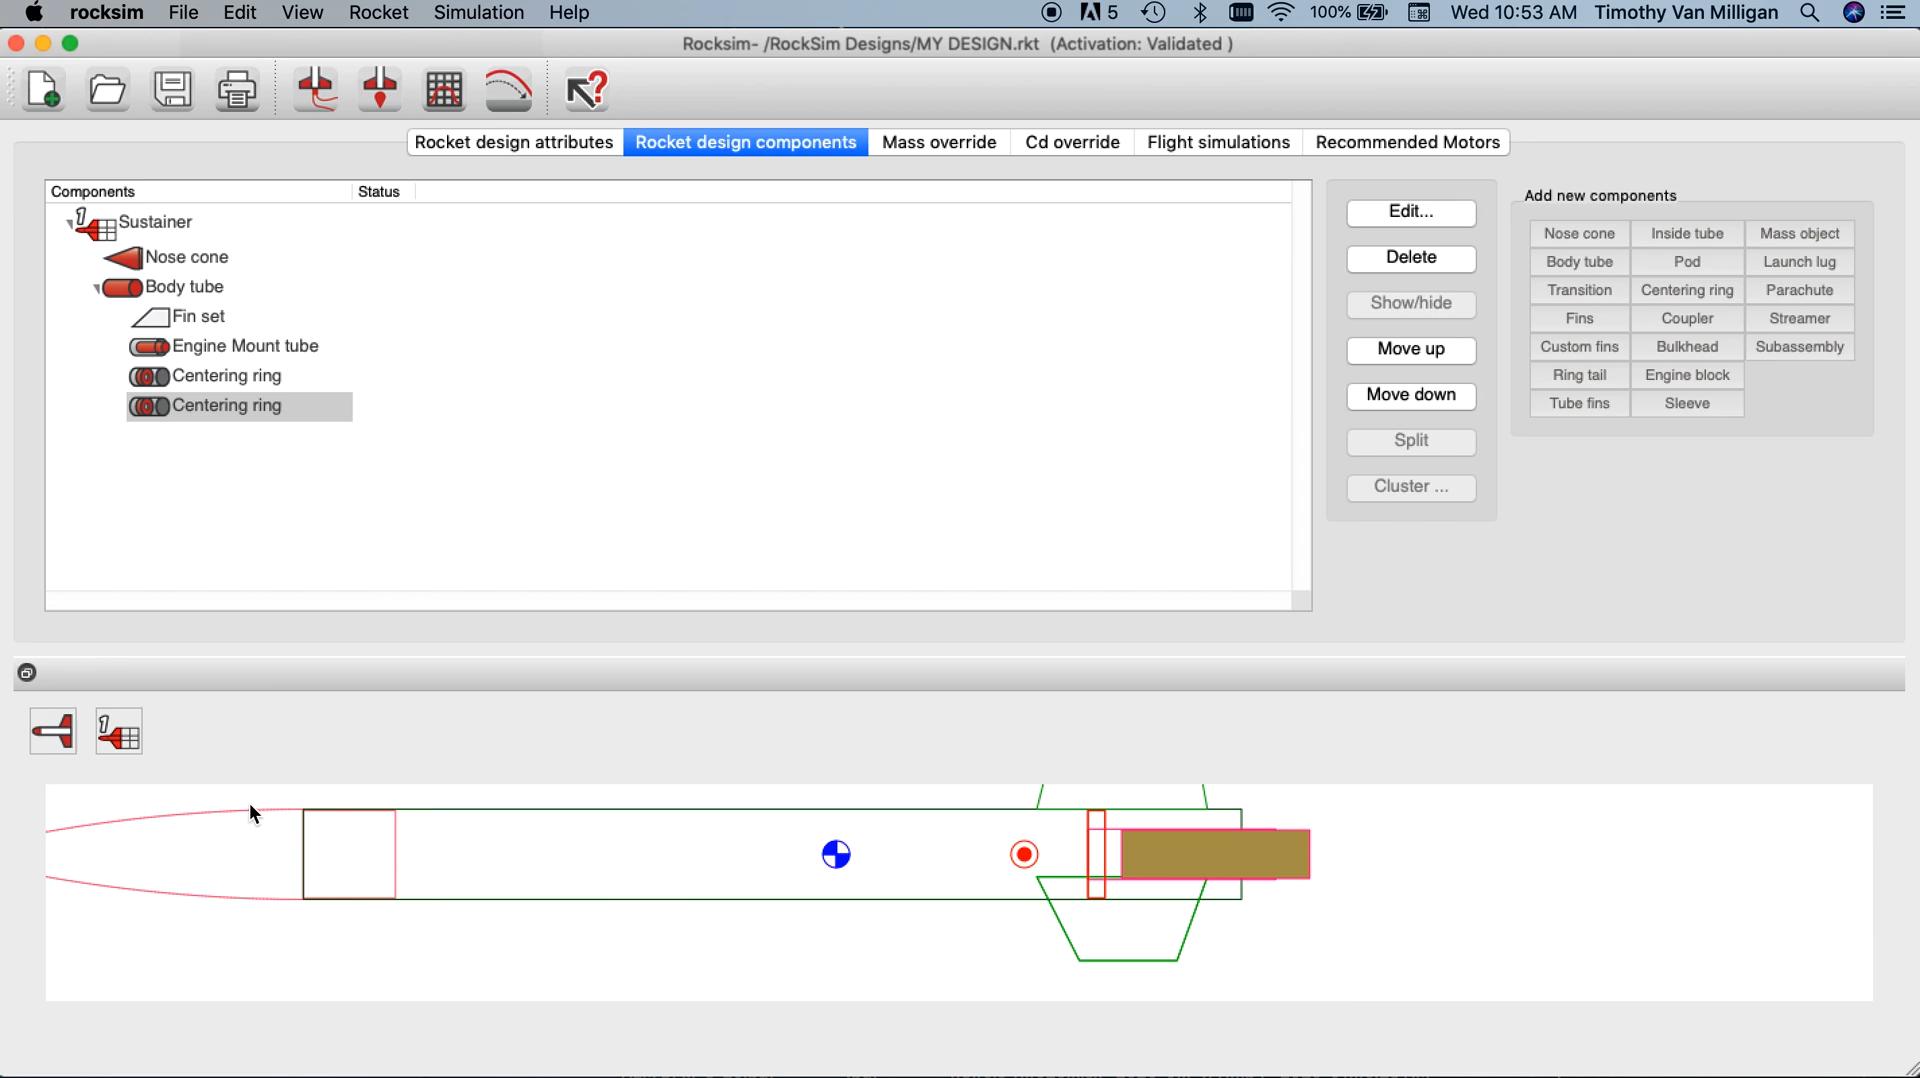 rocksim File Edit View Rocket Simulation Help 5 100% Wed 10:53 AM Timothy Van Milligan
Rocksim- /RockSim Designs/MY DESIGN.rkt (Activation: Validated )
Rocket design attributes Rocket design components Mass override Cd override Flight simulations Recommended Motors
Components Status
1 Sustainer
Nose cone
Body tube
Fin set
Engine Mount tube
Centering ring
Centering ring
Edit...
Delete
Show/hide
Move up
Move down
Split
Cluster ...
Add new components
Nose cone Inside tube Mass object
Body tube Pod Launch lug
Transition Centering ring Parachute
Fins Coupler Streamer
Custom fins Bulkhead Subassembly
Ring tail Engine block
Tube fins Sleeve
1